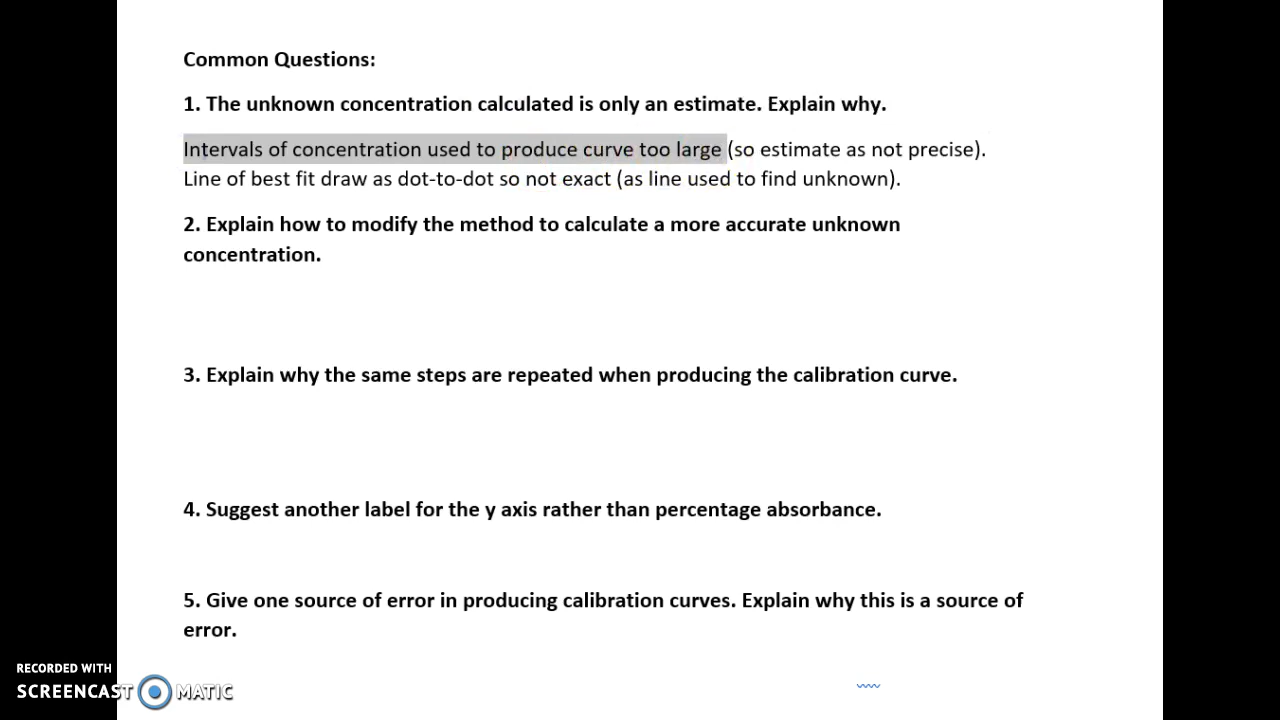 Common Questions:
1. The unknown concentration calculated is only an estimate. Explain why.
Intervals of concentration used to produce curve too large (so estimate as not precise).
Line of best fit draw as dot-to-dot so not exact (as line used to find unknown).
2. Explain how to modify the method to calculate a more accurate unknown
concentration.
3. Explain why the same steps are repeated when producing the calibration curve.
4. Suggest another label for the y axis rather than percentage absorbance.
5. Give one source of error in producing calibration curves. Explain why this is a source of
error.
RECORDED WITH
SCREENCAST MATIC